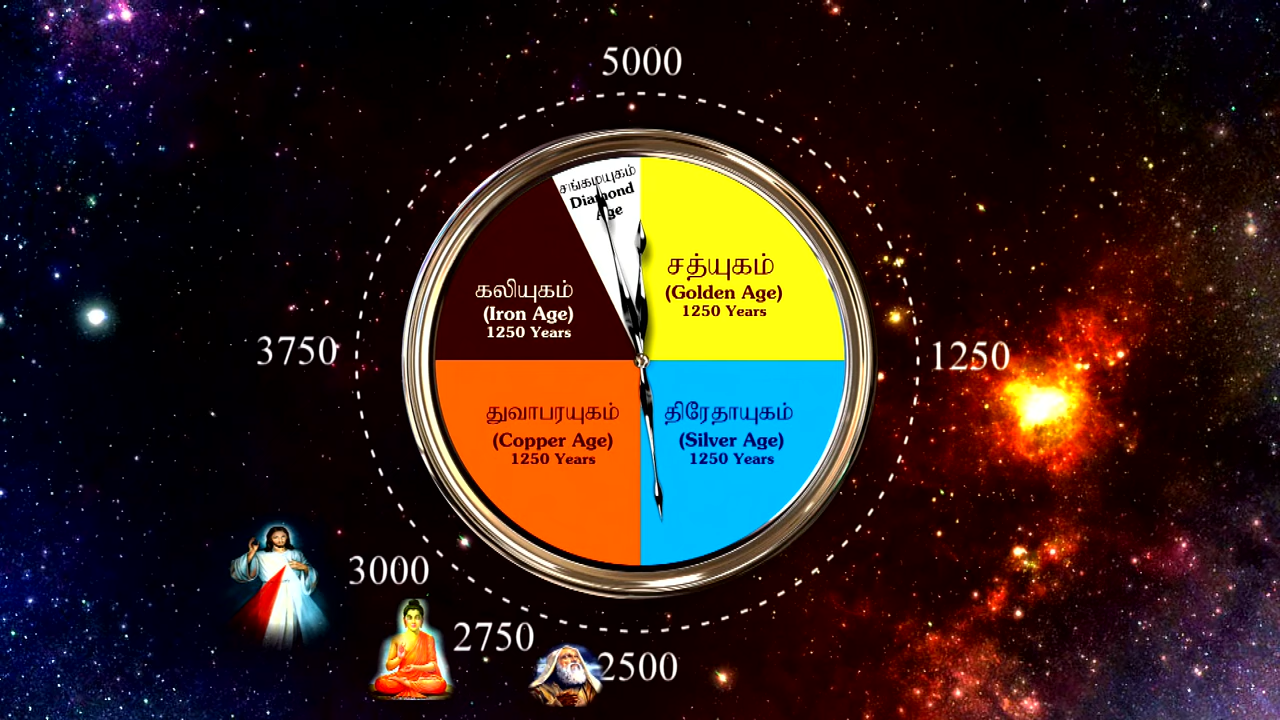 5000
சங்கமயுகம்
Diamond
Age
சத்யுகம்
(Golden Age)
1250 Years
கலியுகம்
(Iron Age)
1250 Years
3750
1250
துவாபரயுகம்
(Copper Age)
1250 Years
திரேதாயுகம்
(Silver Age)
1250 Years
3000
2750
2500